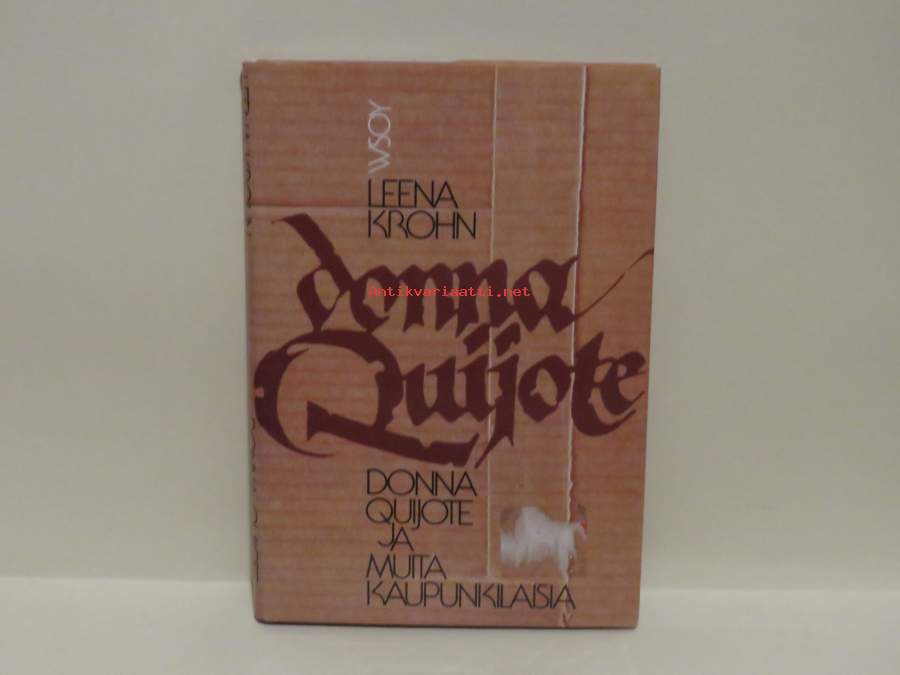 WSOY
LEENA
KROHN
donna
Antikvariaatti.net
Quijote
DONNA
QUIJOTE
JA
MUITA
KAUPUNKILAISIA